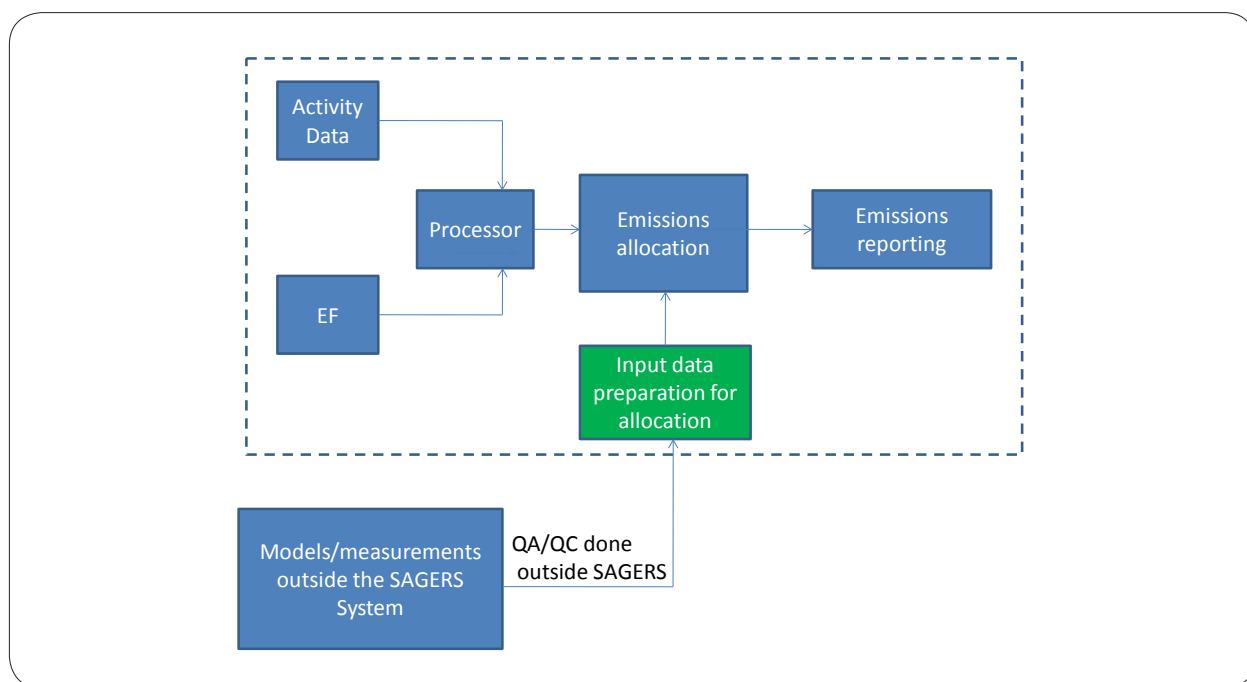 Activity
Data
Processor
EF
Emissions
allocation
Emissions
reporting
Input data
preparation for
allocation
Models/measurements
outside the SAGERS
System
QA/QC done
outside SAGERS